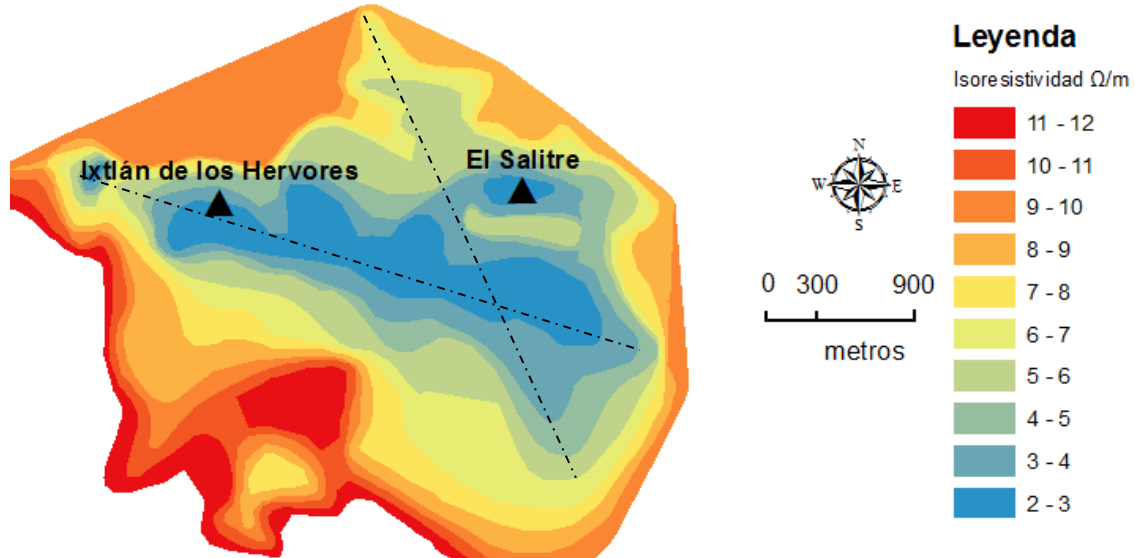 Ixtlán de los Hervores
El Salitre
N
W E
S
0 300 900
metros
Leyenda
Isoresistividad Ω/m
11 - 12
10 - 11
9 - 10
8 - 9
7 - 8
6 - 7
5 - 6
4 - 5
3 - 4
2 - 3